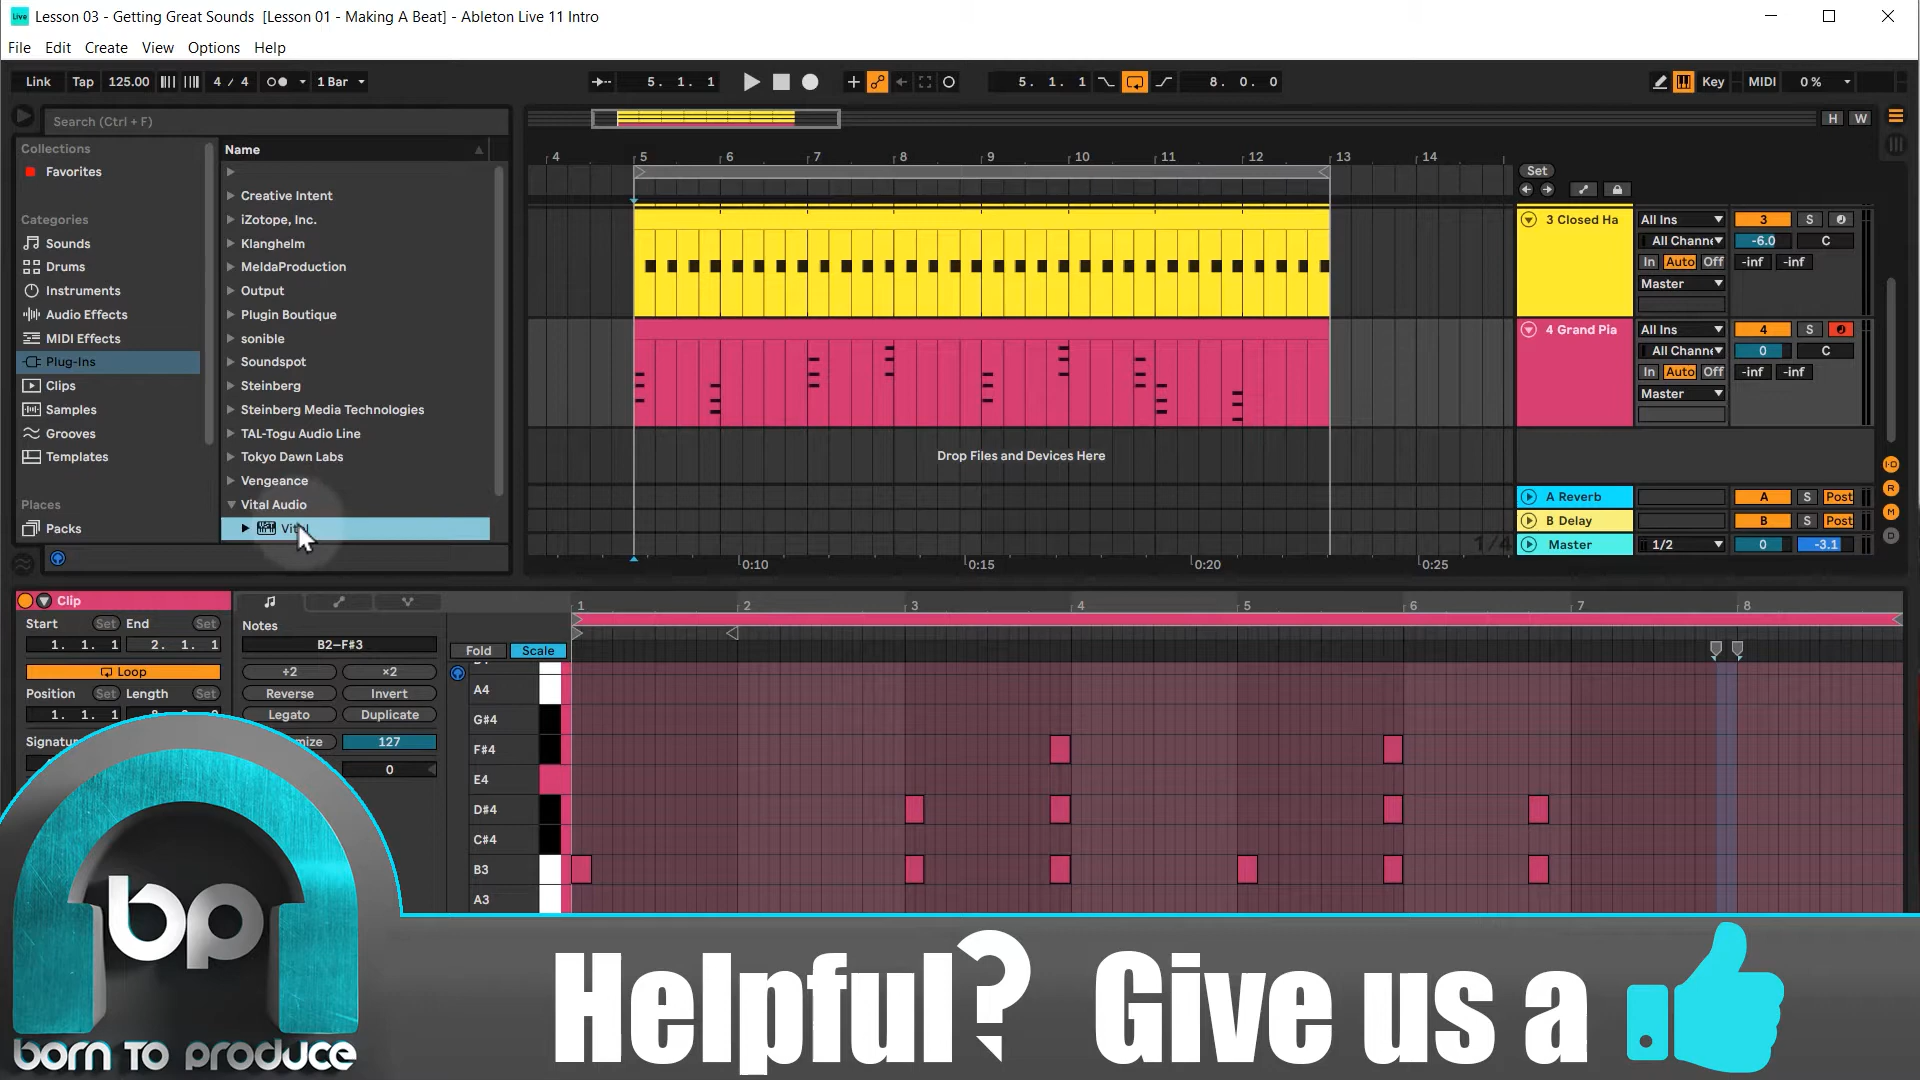 Lesson 03 - Getting Great Sounds [Lesson 01 - Making A Beat] - Ableton Live 11 Intro
File Edit Create View Options Help
Link Tap 125.00 4 / 4 1 Bar 5. 1. 1 5. 1. 1 8. 0. 0 Key MIDI 0 %
Search (Ctrl + F)
H W
Collections
Favorites
Categories
Sounds
Drums
Instruments
Audio Effects
MIDI Effects
Plug-Ins
Clips
Samples
Grooves
Templates
Places
Packs
Name
Creative Intent
iZotope, Inc.
Klanghelm
MeldaProduction
Output
Plugin Boutique
sonible
Soundspot
Steinberg
Steinberg Media Technologies
TAL-Togu Audio Line
Tokyo Dawn Labs
Vengeance
Vital Audio
4 5 6 7 8 9 10 11 12 13 14
Set
3 Closed Ha All Ins 3 S
All Channe -6.0 C
In Auto Off -inf -inf
Master
4 Grand Pia All Ins 4 S
All Channe 0 C
In Auto Off -inf -inf
Master
Drop Files and Devices Here
A Reverb A S Post
B Delay B S Post
1/4 Master 1/2 0 -3.1
0:10 0:15 0:20 0:25
I·O
R
M
D
Clip
Start Set End Set
1. 1. 1 2. 1. 1
Loop
Position Set Length Set
1. 1. 1
Notes
B2–F#3
+2 ×2
Reverse Invert
Legato Duplicate
127
0
1 2 3 4 5 6 7 8
Fold Scale
A4
G#4
F#4
E4
D#4
C#4
B3
A3
bp
BORN TO PRODUCE
Helpful? Give us a